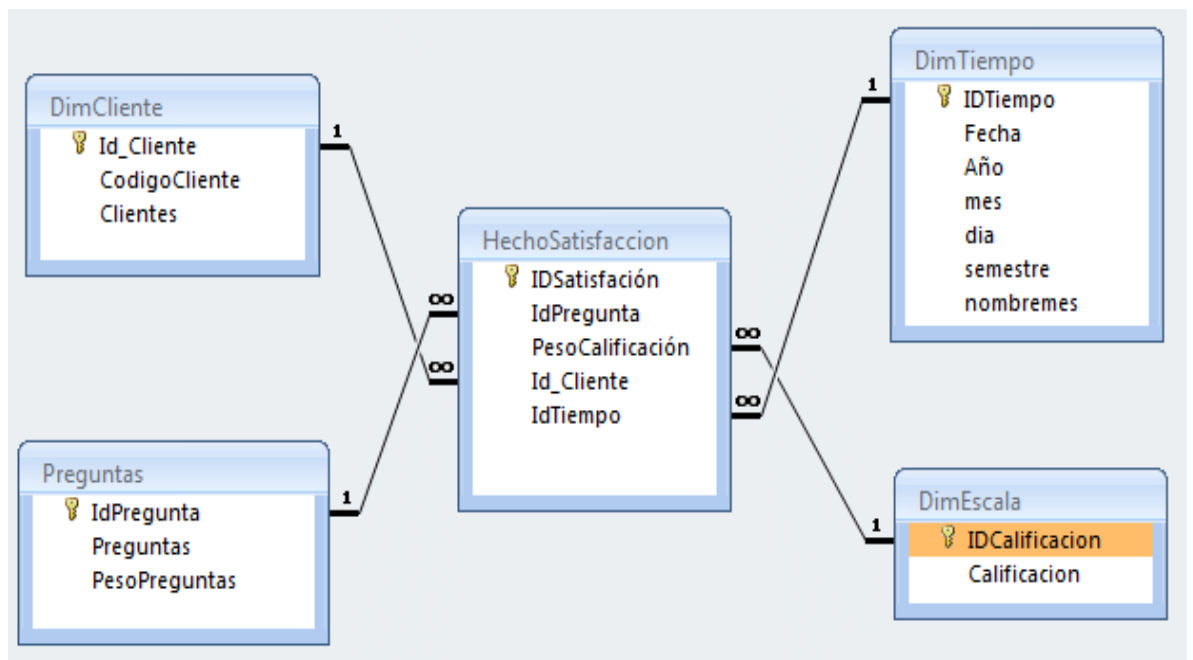 DimCliente
Id_Cliente
CodigoCliente
Clientes
1
Preguntas
IdPregunta
Preguntas
PesoPreguntas
1
HechoSatisfaccion
IDSatisfación
IdPregunta
PesoCalificación
Id_Cliente
IdTiempo
∞
∞
∞
∞
DimTiempo
IDTiempo
Fecha
Año
mes
dia
semestre
nombremes
1
DimEscala
IDCalificacion
Calificacion
1